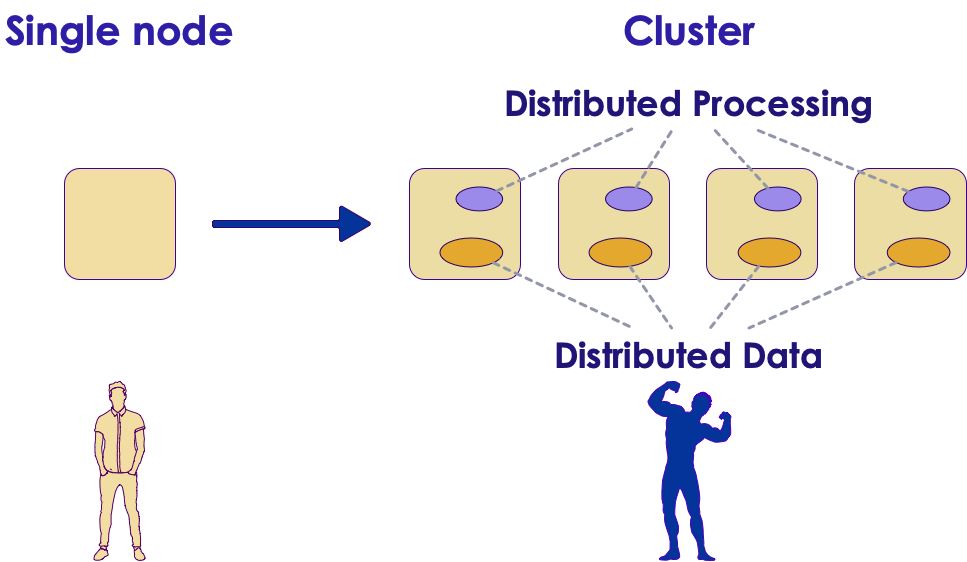 Single node
Cluster
Distributed Processing
Distributed Data